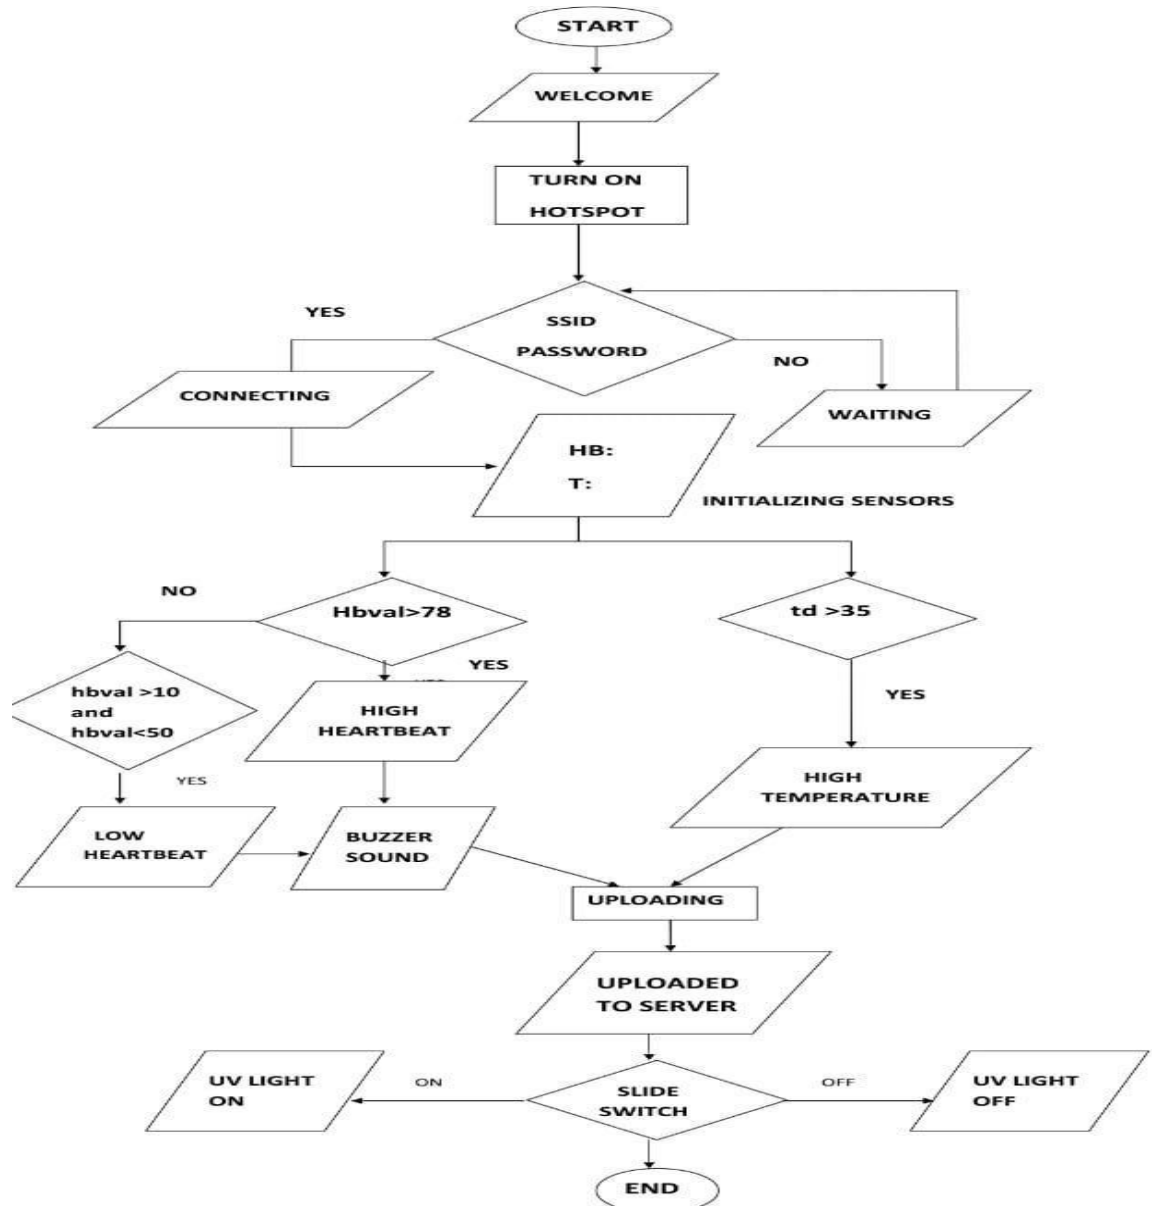 START
WELCOME
TURN ON
HOTSPOT
YES
SSID
PASSWORD
NO
CONNECTING
WAITING
HB:
T:
INITIALIZING SENSORS
NO
Hbval>78
td >35
YES
YES
hbval >10
and
hbval<50
HIGH
HEARTBEAT
YES
HIGH
TEMPERATURE
LOW
HEARTBEAT
BUZZER
SOUND
UPLOADING
UPLOADED
TO SERVER
UV LIGHT
ON
ON
SLIDE
SWITCH
OFF
UV LIGHT
OFF
END